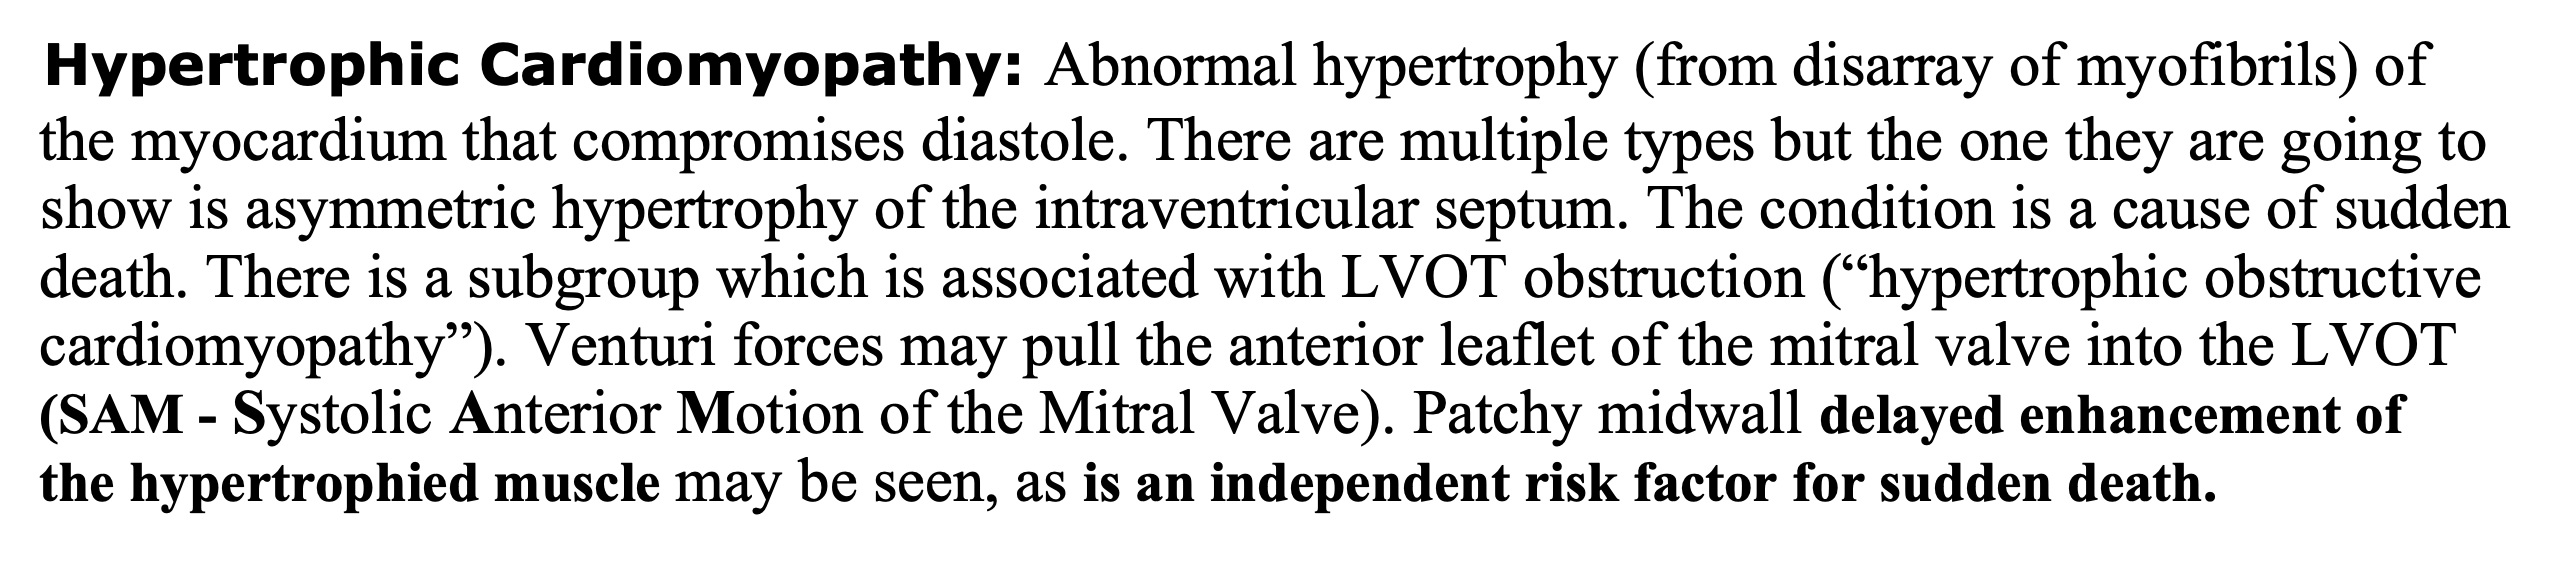 Hypertrophic Cardiomyopathy: Abnormal hypertrophy (from disarray of myofibrils) of
the myocardium that compromises diastole. There are multiple types but the one they are going to
show is asymmetric hypertrophy of the intraventricular septum. The condition is a cause of sudden
death. There is a subgroup which is associated with LVOT obstruction (“hypertrophic obstructive
cardiomyopathy”). Venturi forces may pull the anterior leaflet of the mitral valve into the LVOT
(SAM - Systolic Anterior Motion of the Mitral Valve). Patchy midwall delayed enhancement of
the hypertrophied muscle may be seen, as is an independent risk factor for sudden death.